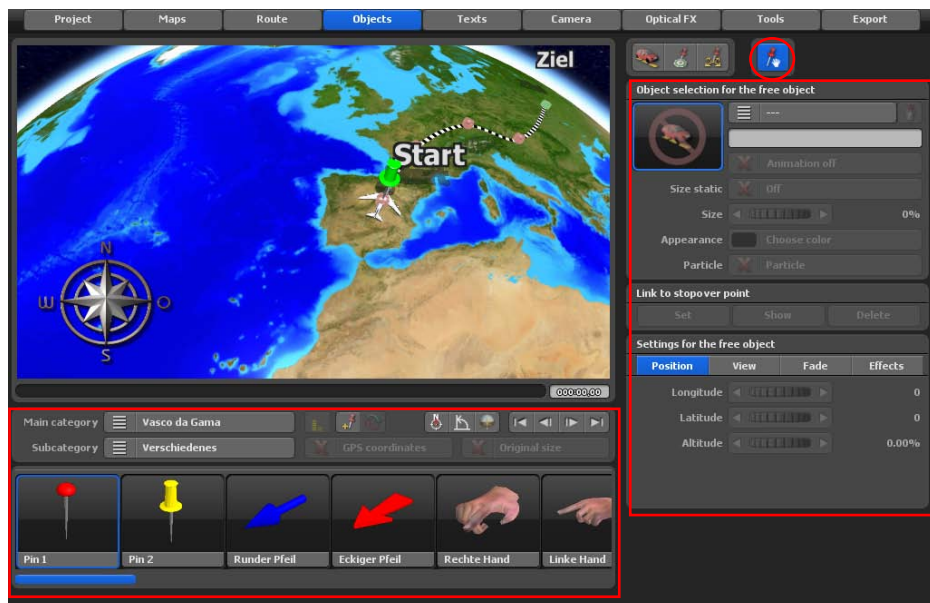 Project Maps Route Objects Texts Camera Optical FX Tools Export
Ziel
Start
N
W O
S
000:00,00
Object selection for the free object
---
Animation off
Size static Off
Size 0%
Appearance Choose color
Particle Particle
Link to stopover point
Set Show Delete
Settings for the free object
Position View Fade Effects
Longitude 0
Latitude 0
Altitude 0.00%
Main category Vasco da Gama
Subcategory Verschiedenes GPS coordinates Original size
Pin 1 Pin 2 Runder Pfeil Eckiger Pfeil Rechte Hand Linke Hand